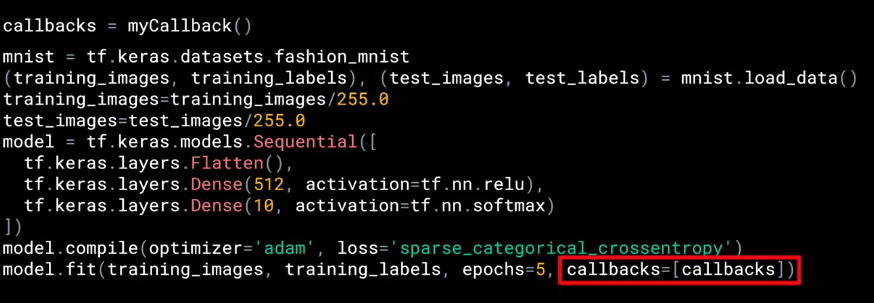 callbacks = myCallback()
mnist = tf.keras.datasets.fashion_mnist
(training_images, training_labels), (test_images, test_labels) = mnist.load_data()
training_images=training_images/255.0
test_images=test_images/255.0
model = tf.keras.models.Sequential([
  tf.keras.layers.Flatten(),
  tf.keras.layers.Dense(512, activation=tf.nn.relu),
  tf.keras.layers.Dense(10, activation=tf.nn.softmax)
])
model.compile(optimizer='adam', loss='sparse_categorical_crossentropy')
model.fit(training_images, training_labels, epochs=5, callbacks=[callbacks])